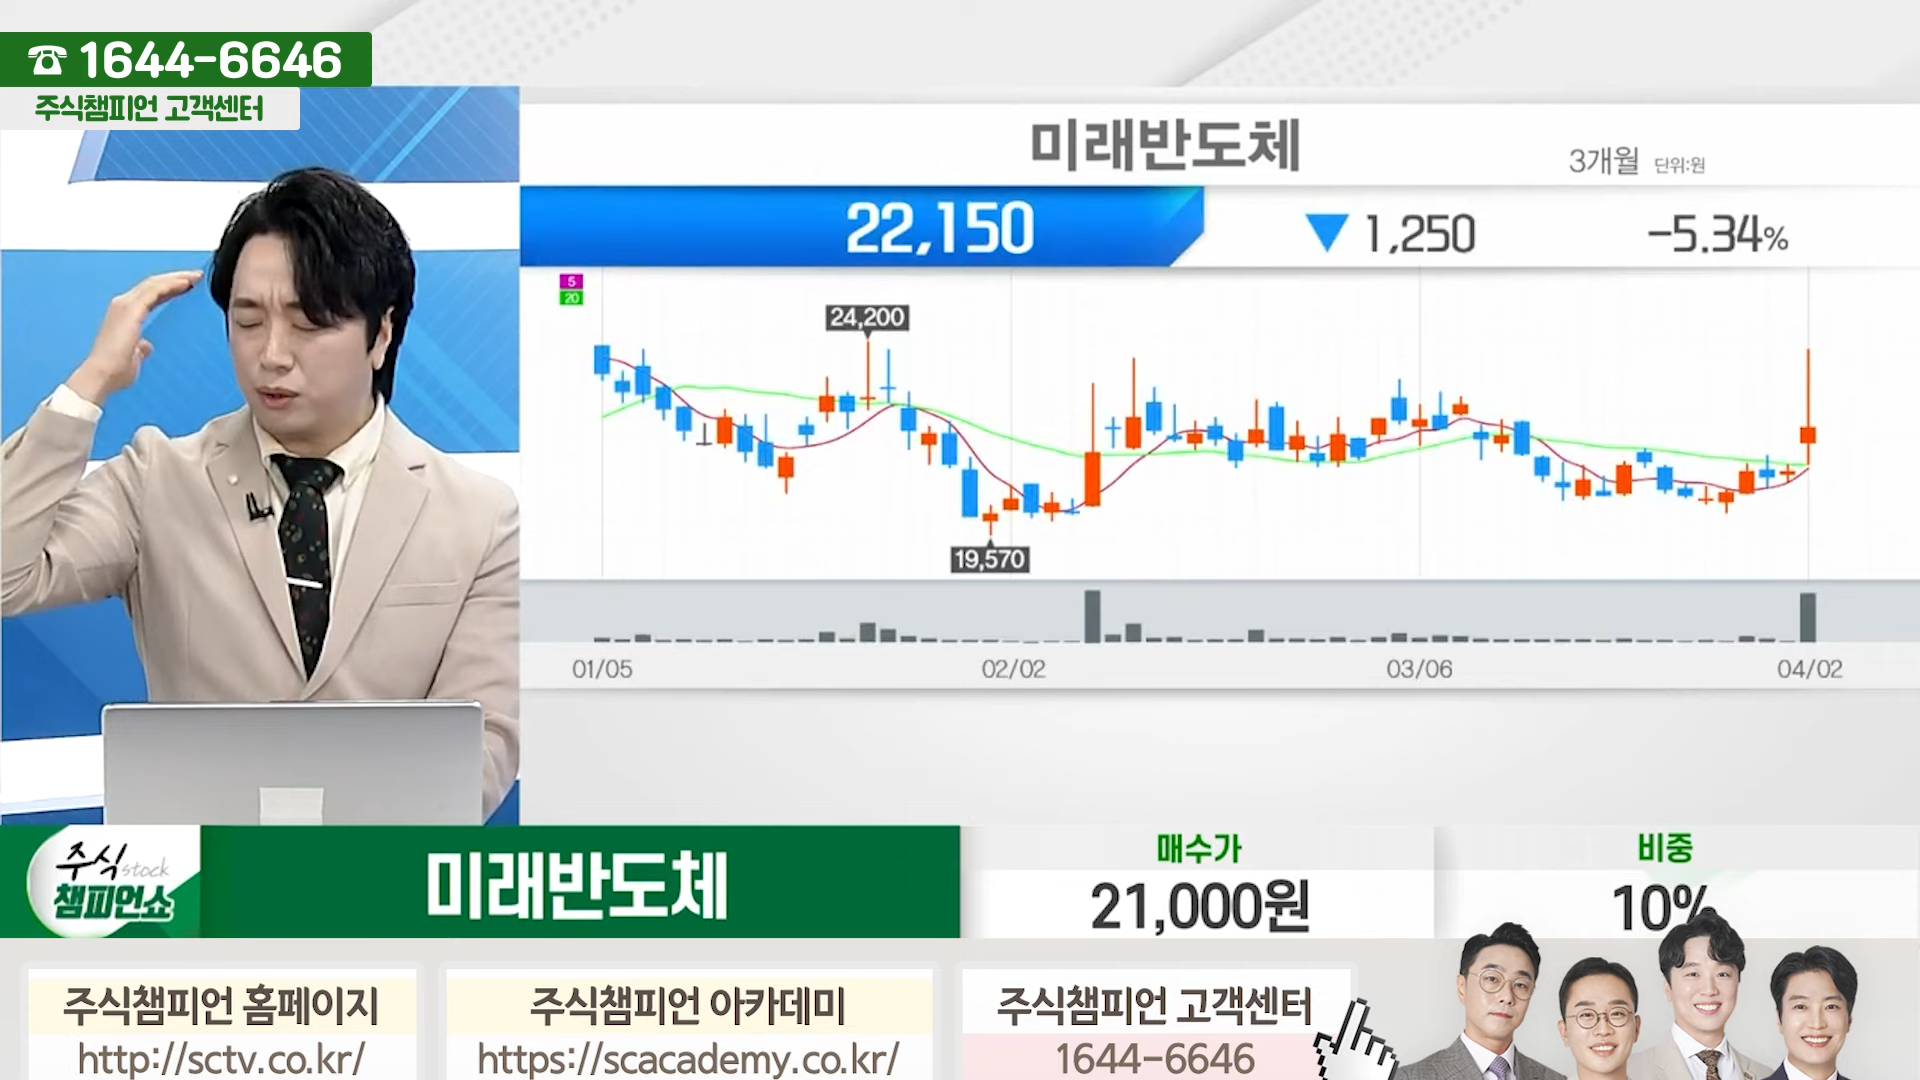 ☎ 1644-6646
주식챔피언 고객센터
미래반도체
3개월 단위:원
22,150 ▼ 1,250 -5.34%
5
20
24,200
19,570
01/05 02/02 03/06 04/02
주식 stock
챔피언쇼
미래반도체
매수가
21,000원
비중
10%
주식챔피언 홈페이지
http://sctv.co.kr/
주식챔피언 아카데미
https://scacademy.co.kr/
주식챔피언 고객센터
1644-6646